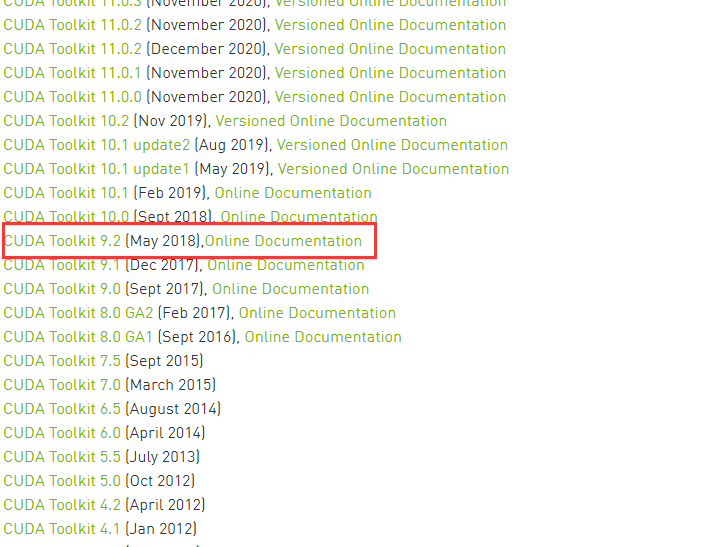 CUDA Toolkit 11.0.3 (November 2020), Versioned Online Documentation
CUDA Toolkit 11.0.2 (November 2020), Versioned Online Documentation
CUDA Toolkit 11.0.2 (December 2020), Versioned Online Documentation
CUDA Toolkit 11.0.1 (November 2020), Versioned Online Documentation
CUDA Toolkit 11.0.0 (November 2020), Versioned Online Documentation
CUDA Toolkit 10.2 (Nov 2019), Versioned Online Documentation
CUDA Toolkit 10.1 update2 (Aug 2019), Versioned Online Documentation
CUDA Toolkit 10.1 update1 (May 2019), Versioned Online Documentation
CUDA Toolkit 10.1 (Feb 2019), Online Documentation
CUDA Toolkit 10.0 (Sept 2018), Online Documentation
CUDA Toolkit 9.2 (May 2018),Online Documentation
CUDA Toolkit 9.1 (Dec 2017), Online Documentation
CUDA Toolkit 9.0 (Sept 2017), Online Documentation
CUDA Toolkit 8.0 GA2 (Feb 2017), Online Documentation
CUDA Toolkit 8.0 GA1 (Sept 2016), Online Documentation
CUDA Toolkit 7.5 (Sept 2015)
CUDA Toolkit 7.0 (March 2015)
CUDA Toolkit 6.5 (August 2014)
CUDA Toolkit 6.0 (April 2014)
CUDA Toolkit 5.5 (July 2013)
CUDA Toolkit 5.0 (Oct 2012)
CUDA Toolkit 4.2 (April 2012)
CUDA Toolkit 4.1 (Jan 2012)